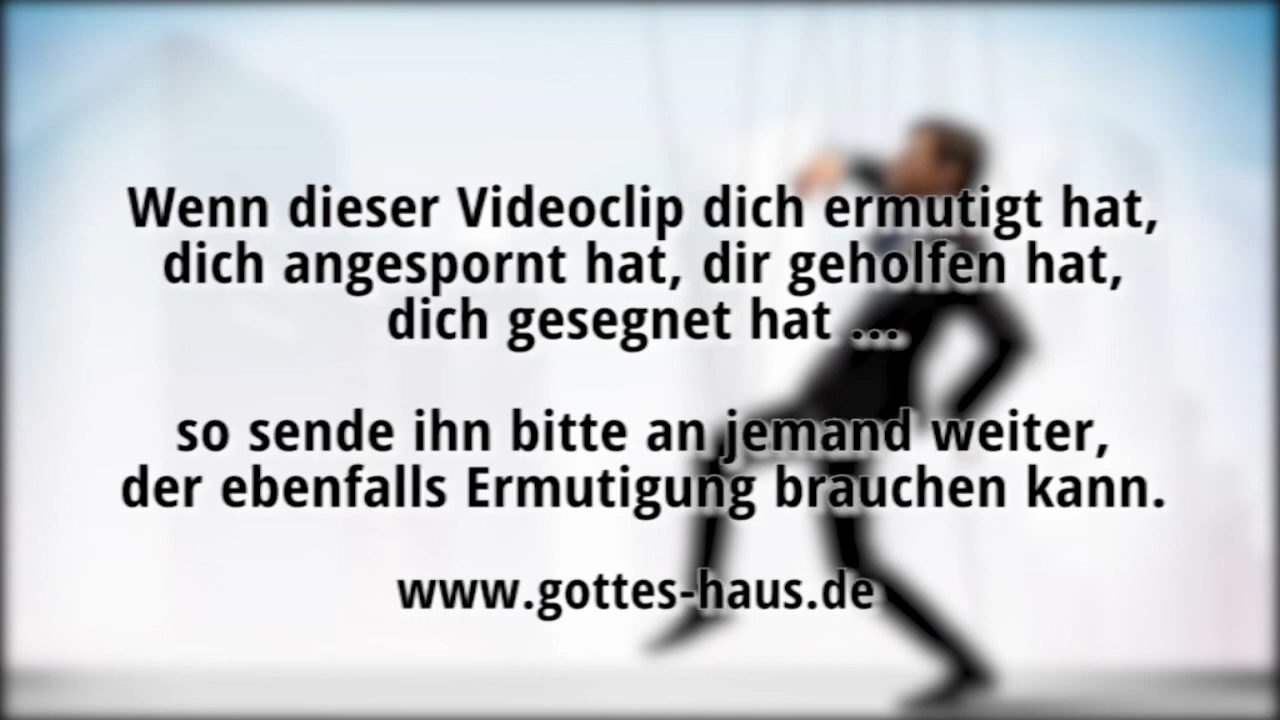 Wenn dieser Videoclip dich ermutigt hat,
dich angespornt hat, dir geholfen hat,
dich gesegnet hat ...
so sende ihn bitte an jemand weiter,
der ebenfalls Ermutigung brauchen kann.
www.gottes-haus.de